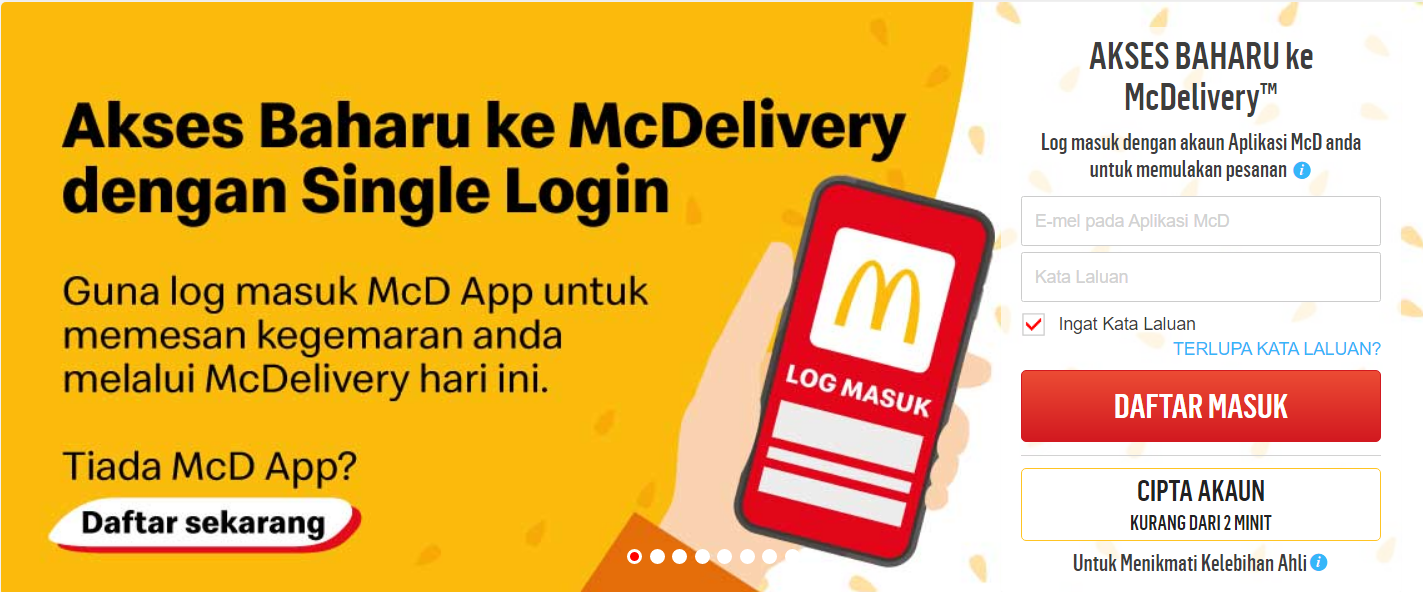 Akses Baharu ke McDelivery
dengan Single Login
Guna log masuk McD App untuk
memesan kegemaran anda
melalui McDelivery hari ini.
Tiada McD App?
Daftar sekarang
LOG MASUK
AKSES BAHARU ke
McDelivery™
Log masuk dengan akaun Aplikasi McD anda
untuk memulakan pesanan i
E-mel pada Aplikasi McD
Kata Laluan
Ingat Kata Laluan
TERLUPA KATA LALUAN?
DAFTAR MASUK
CIPTA AKAUN
KURANG DARI 2 MINIT
Untuk Menikmati Kelebihan Ahli i